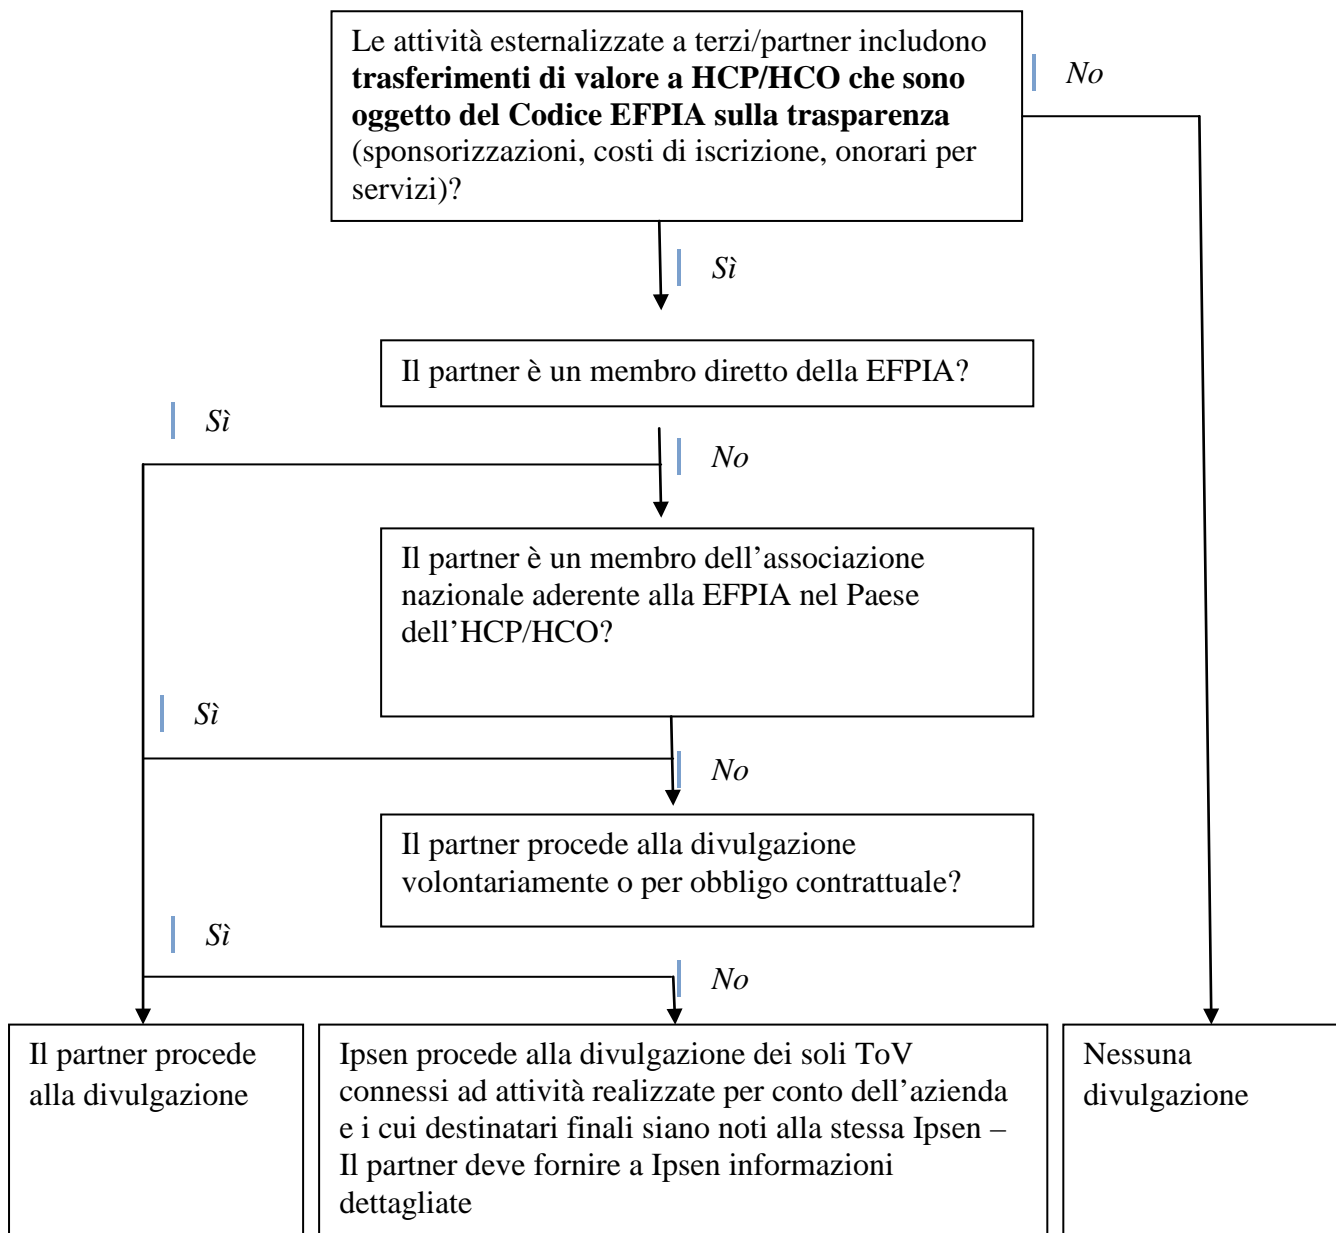 Le attività esternalizzate a terzi/partner includono
trasferimenti di valore a HCP/HCO che sono
oggetto del Codice EFPIA sulla trasparenza
(sponsorizzazioni, costi di iscrizione, onorari per
servizi)?
No
Sì
Il partner è un membro diretto della EFPIA?
Sì
No
Il partner è un membro dell’associazione
nazionale aderente alla EFPIA nel Paese
dell’HCP/HCO?
Sì
No
Il partner procede alla divulgazione
volontariamente o per obbligo contrattuale?
Sì
No
Il partner procede
alla divulgazione
Ipsen procede alla divulgazione dei soli ToV
connessi ad attività realizzate per conto dell’azienda
e i cui destinatari finali siano noti alla stessa Ipsen –
Il partner deve fornire a Ipsen informazioni
dettagliate
Nessuna
divulgazione